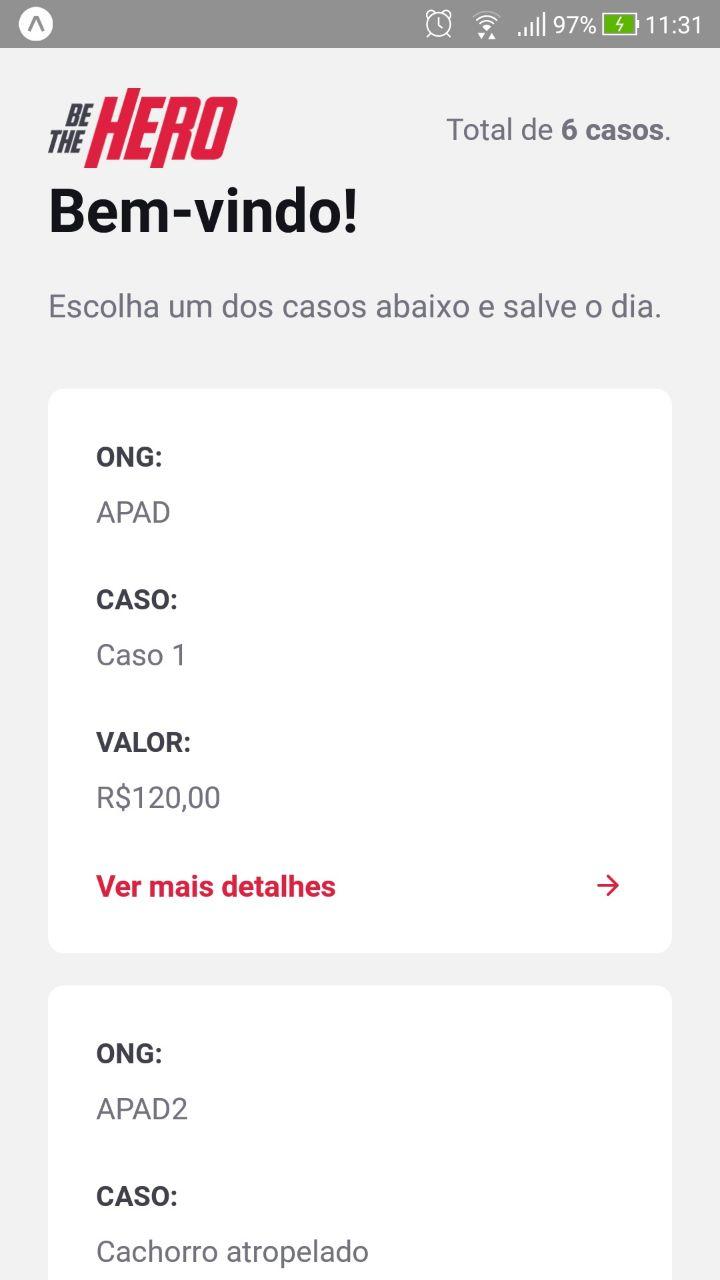 97% 11:31
BE THE HERO
Total de 6 casos.
Bem-vindo!
Escolha um dos casos abaixo e salve o dia.
ONG:
APAD
CASO:
Caso 1
VALOR:
R$120,00
Ver mais detalhes
ONG:
APAD2
CASO:
Cachorro atropelado